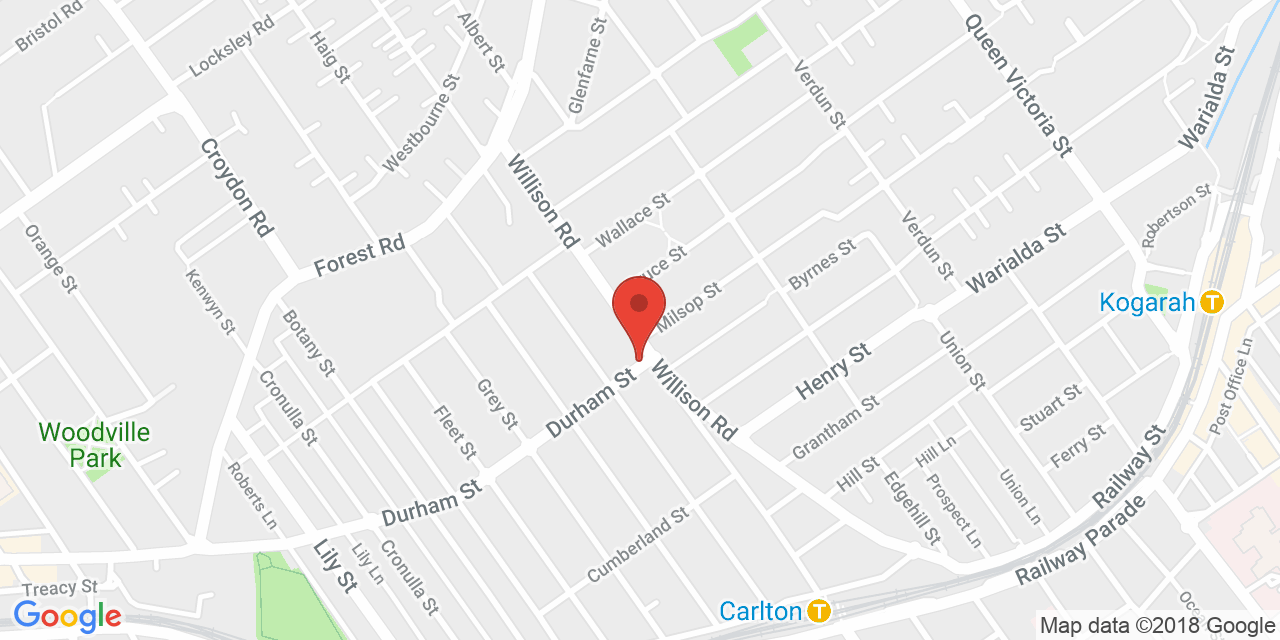 Bristol Rd
Locksley Rd
Haig St
Albert St
Glenfarne St
Westbourne St
Verdun St
Queen Victoria St
Warialda St
Croydon Rd
Willison Rd
Wallace St
Forest Rd
Orange St
Kenwyn St
Botany St
Milsop St
Byrnes St
Verdun St
Warialda St
Robertson St
Kogarah T
Union St
Henry St
Post Office Ln
Cronulla St
Grey St
Fleet St
Durham St
Willison Rd
Grantham St
Stuart St
Ferry St
Woodville
Park
Roberts Ln
Durham St
Hill St
Hill Ln
Edgehill St
Prospect Ln
Union Ln
Railway St
Railway Parade
Lily St
Lily Ln
Cronulla St
Cumberland St
Treacy St
Google
Carlton T
Map data ©2018 Google